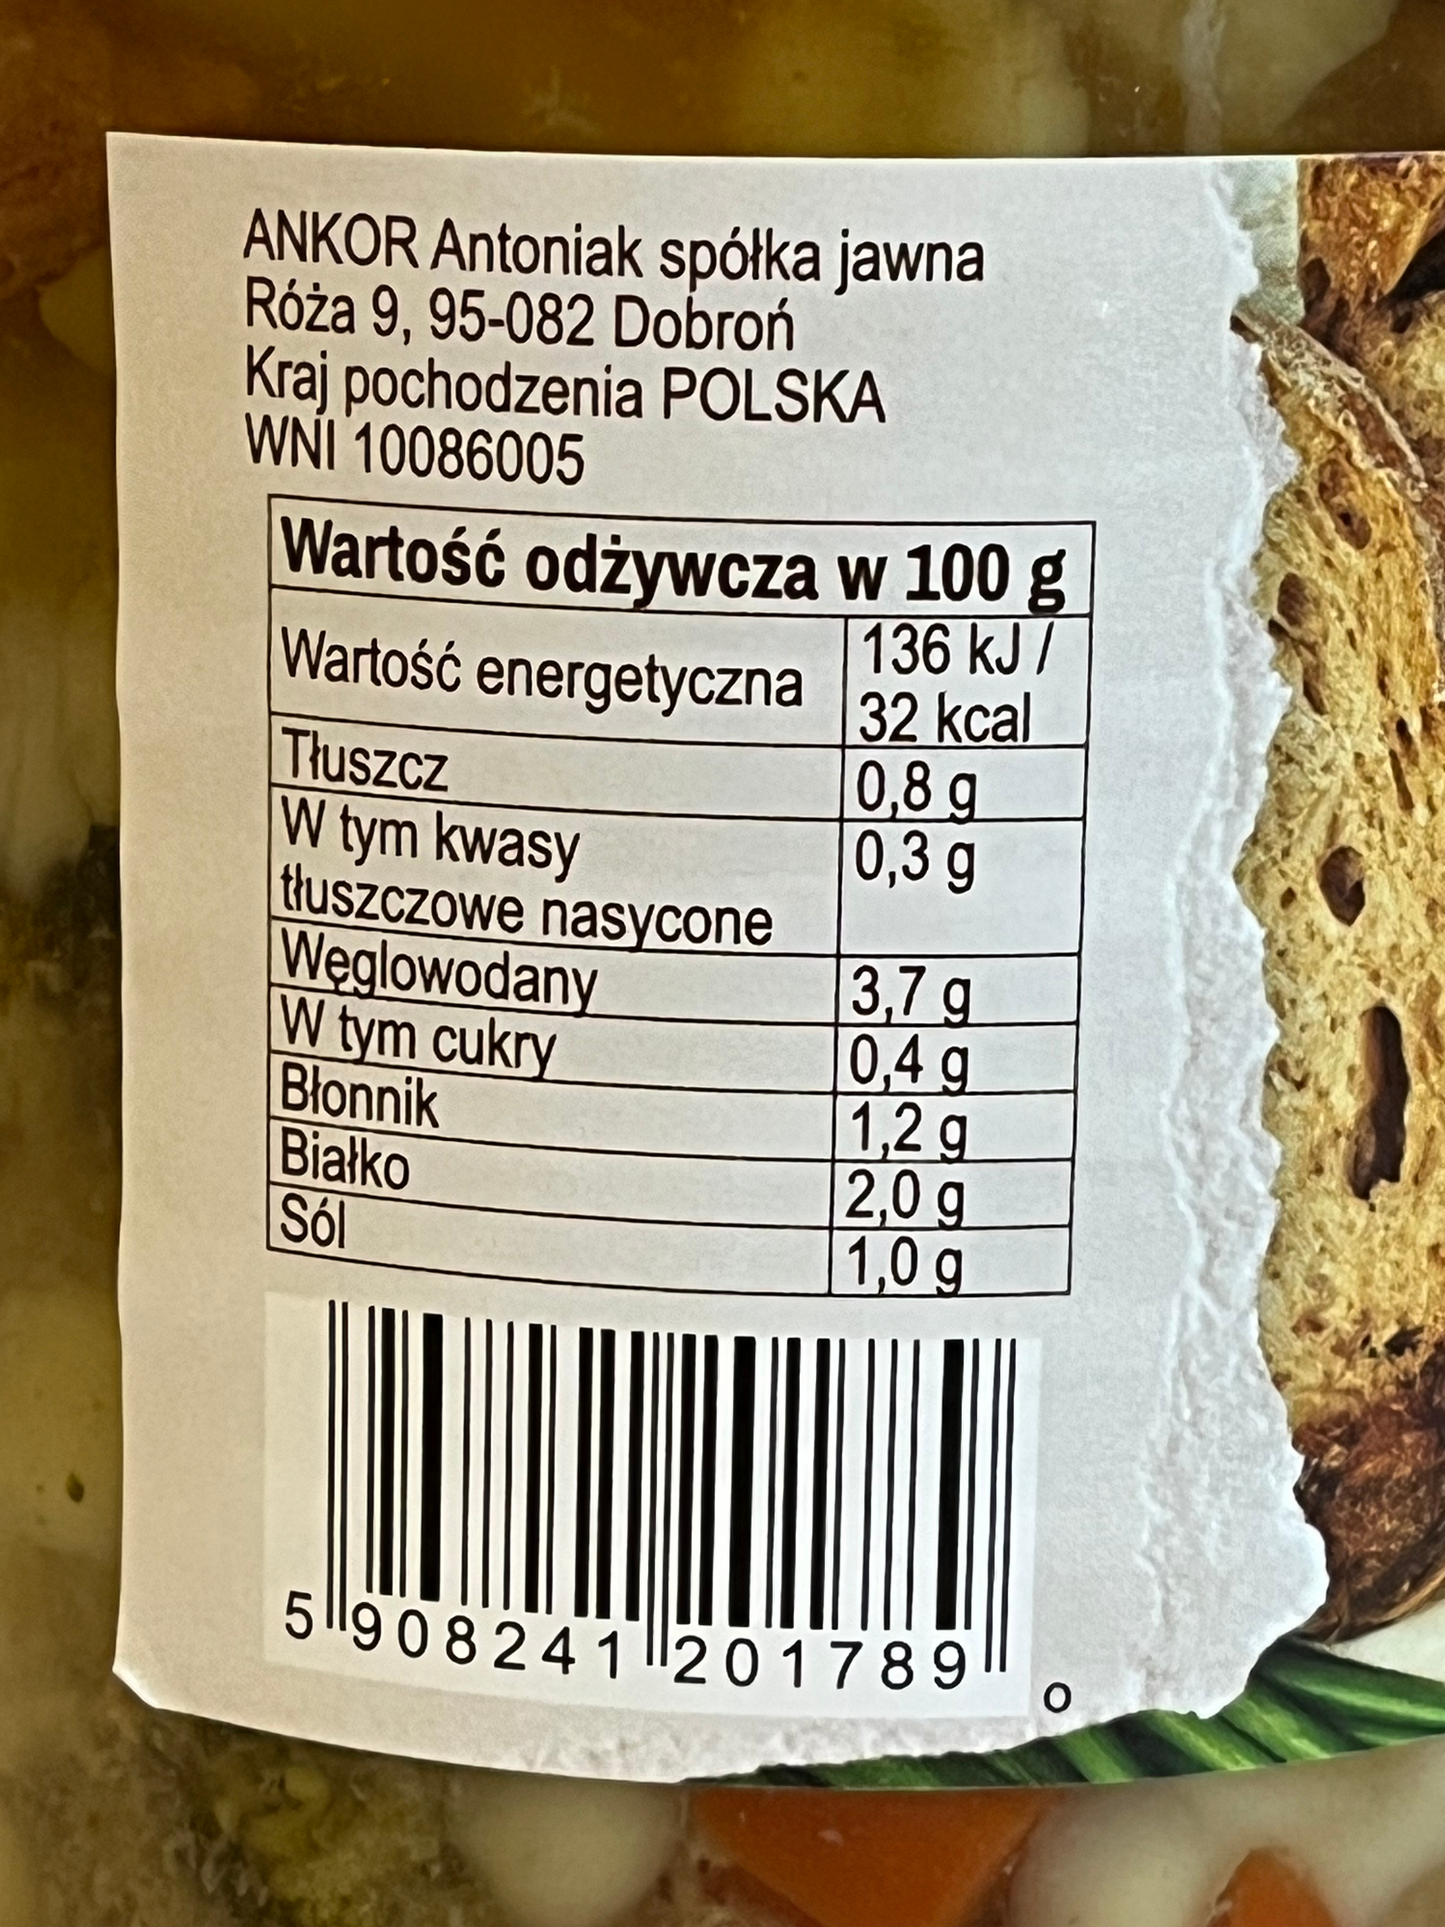 ANKOR Antoniak spółka jawna
Róża 9, 95-082 Dobroń
Kraj pochodzenia POLSKA
WNI 10086005
Wartość odżywcza w 100 g
Wartość energetyczna 136 kJ /
32 kcal
Tłuszcz 0,8 g
W tym kwasy 0,3 g
tłuszczowe nasycone
Węglowodany 3,7 g
W tym cukry 0,4 g
Błonnik 1,2 g
Białko 2,0 g
Sól 1,0 g
5 908241 201789 o